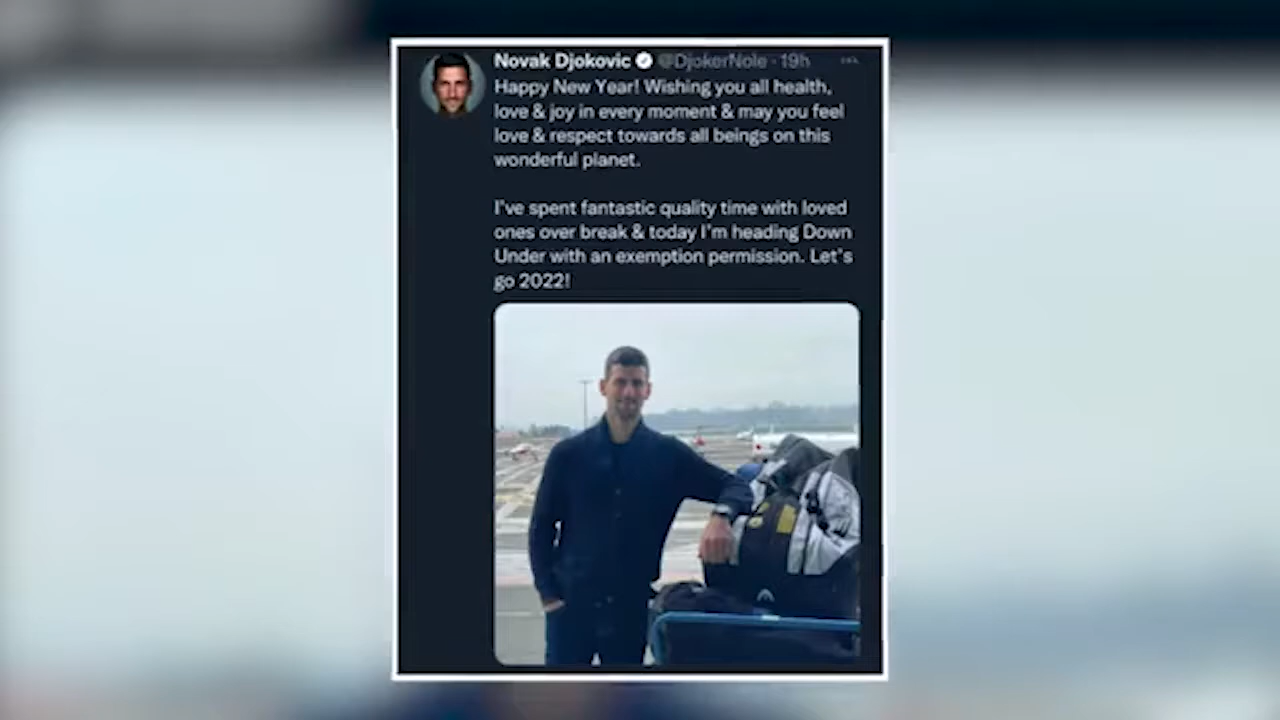 Novak Djokovic @DjokerNole · 19h
Happy New Year! Wishing you all health,
love & joy in every moment & may you feel
love & respect towards all beings on this
wonderful planet.
I've spent fantastic quality time with loved
ones over break & today I'm heading Down
Under with an exemption permission. Let's
go 2022!